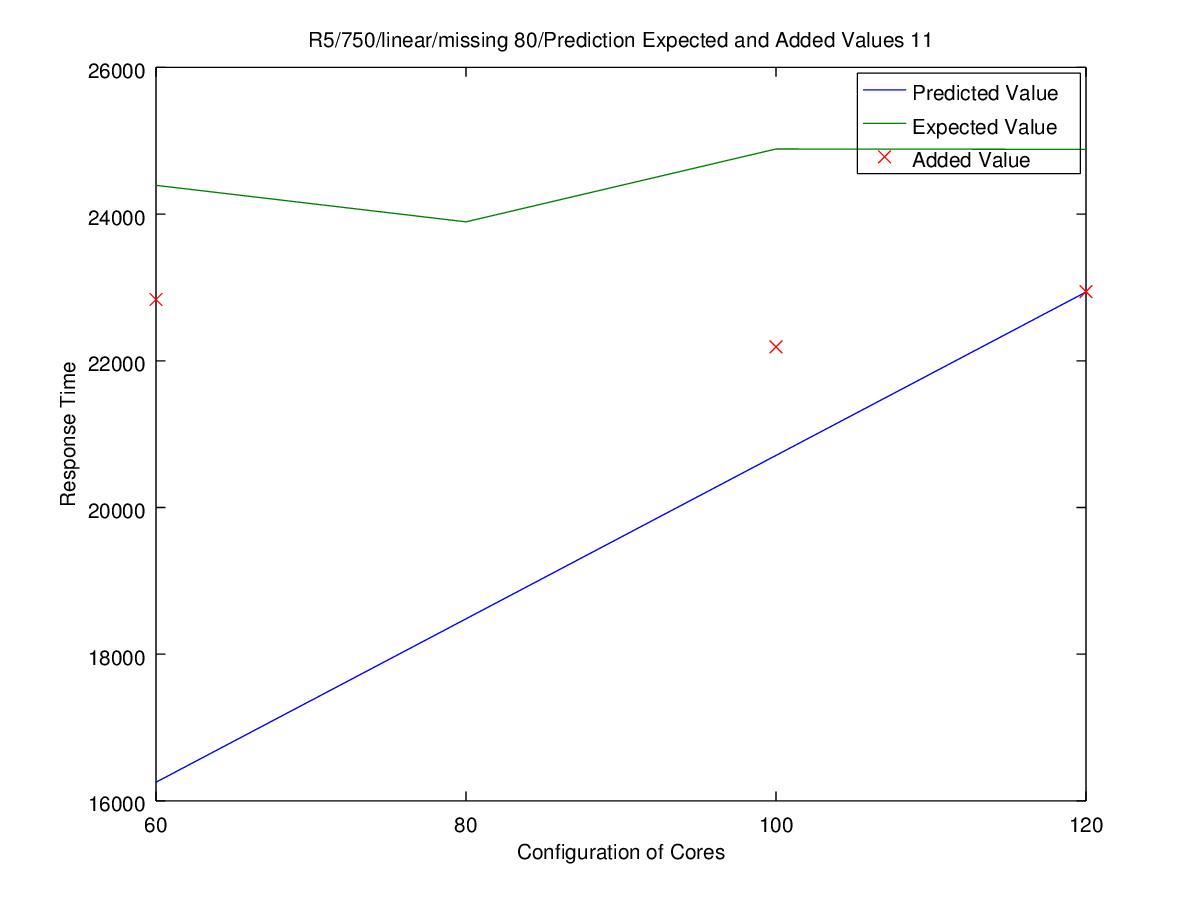 R5/750/linear/missing 80/Prediction Expected and Added Values 11
26000
24000
22000
20000
18000
16000
Response Time
Predicted Value
Expected Value
Added Value
60 80 100 120
Configuration of Cores